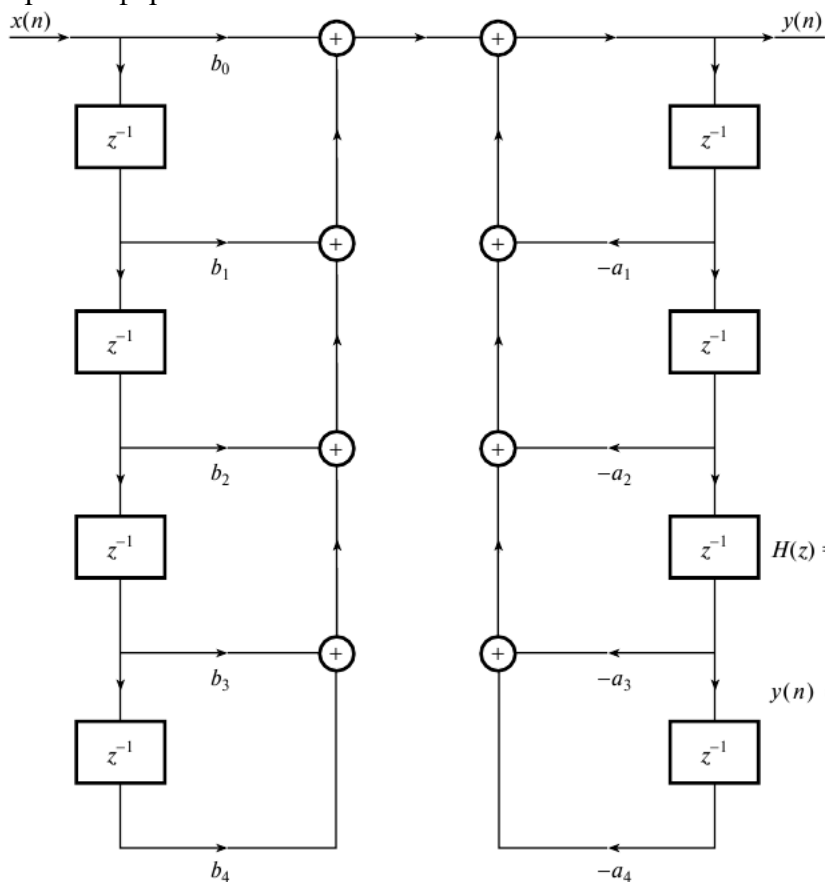 x(n) y(n)
b₀
z⁻¹ z⁻¹
b₁ −a₁
z⁻¹ z⁻¹
b₂ −a₂
z⁻¹ z⁻¹ H(z) =
b₃ −a₃
y(n)
z⁻¹ z⁻¹
b₄ −a₄